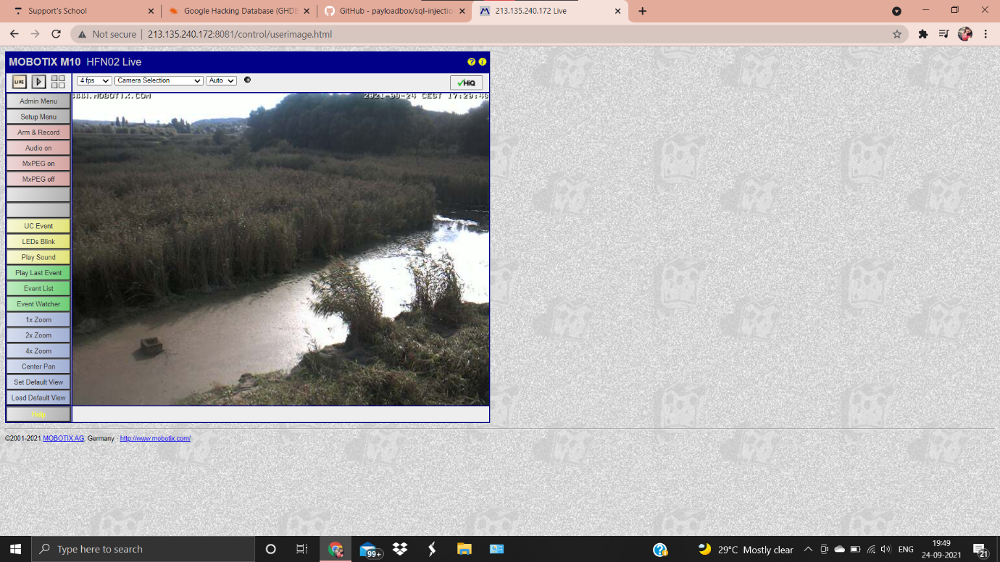 Support's School
Google Hacking Database (GHDB
GitHub - payloadbox/sql-injectio
213.135.240.172 Live
Not secure
213.135.240.172:8081/control/userimage.html
MOBOTIX M10 HFN02 Live
? i
LIVE
4 fps
Camera Selection
Auto
HiQ
WWW.MOBOTIX.COM
2021-09-24 CEST 17:29:46
Admin Menu
Setup Menu
Arm & Record
Audio on
MxPEG on
MxPEG off
UC Event
LEDs Blink
Play Sound
Play Last Event
Event List
Event Watcher
1x Zoom
2x Zoom
4x Zoom
Center Pan
Set Default View
Load Default View
Help
©2001-2021 MOBOTIX AG, Germany · http://www.mobotix.com/
Type here to search
99+
29°C Mostly clear
ENG
19:49
24-09-2021
21